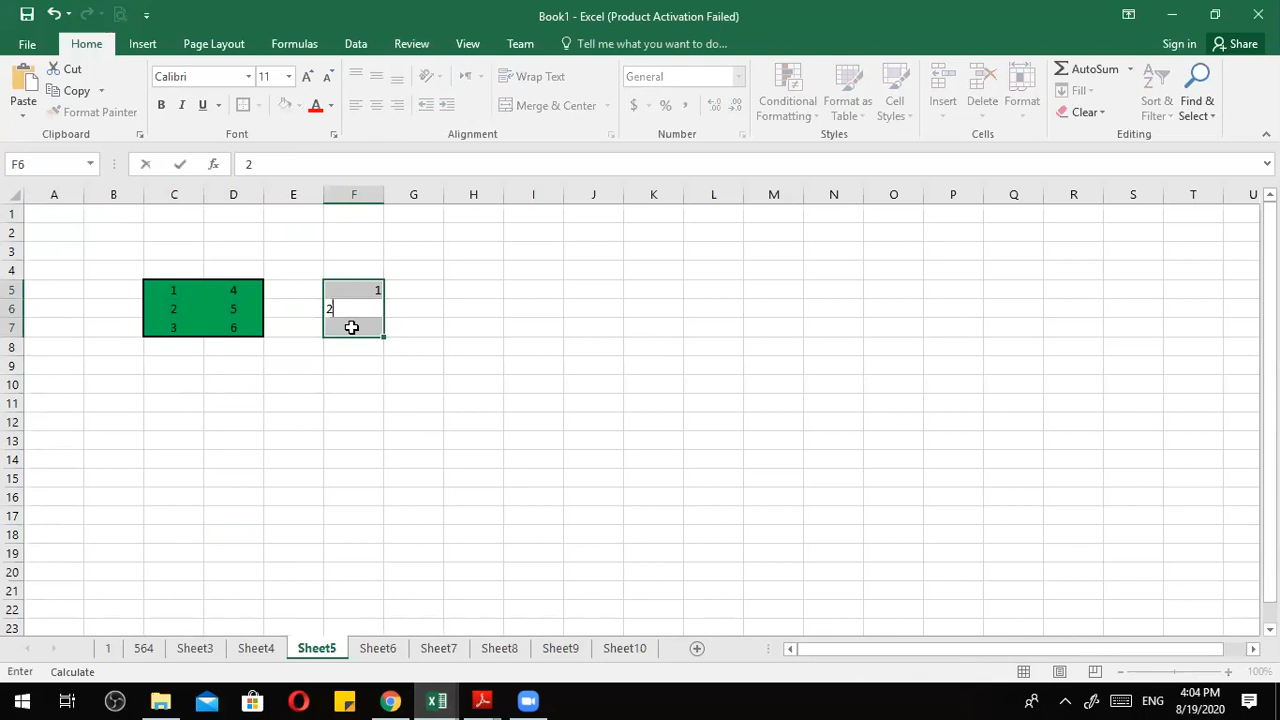 Book1 - Excel (Product Activation Failed)
File Home Insert Page Layout Formulas Data Review View Team Tell me what you want to do... Sign in Share
Paste Cut Copy Format Painter Clipboard
Calibri 11 B I U A Font
Wrap Text Merge & Center Alignment
General $ % , Number
Conditional Formatting Format as Table Cell Styles Styles
Insert Delete Format Cells
AutoSum Fill Clear Sort & Filter Find & Select Editing
F6 fx 2
A B C D E F G H I J K L M N O P Q R S T U
1
2
3
4
5 1 4 1
6 2 5 2
7 3 6
8
9
10
11
12
13
14
15
16
17
18
19
20
21
22
23
1 564 Sheet3 Sheet4 Sheet5 Sheet6 Sheet7 Sheet8 Sheet9 Sheet10
Enter Calculate 100%
ENG 4:04 PM
8/19/2020